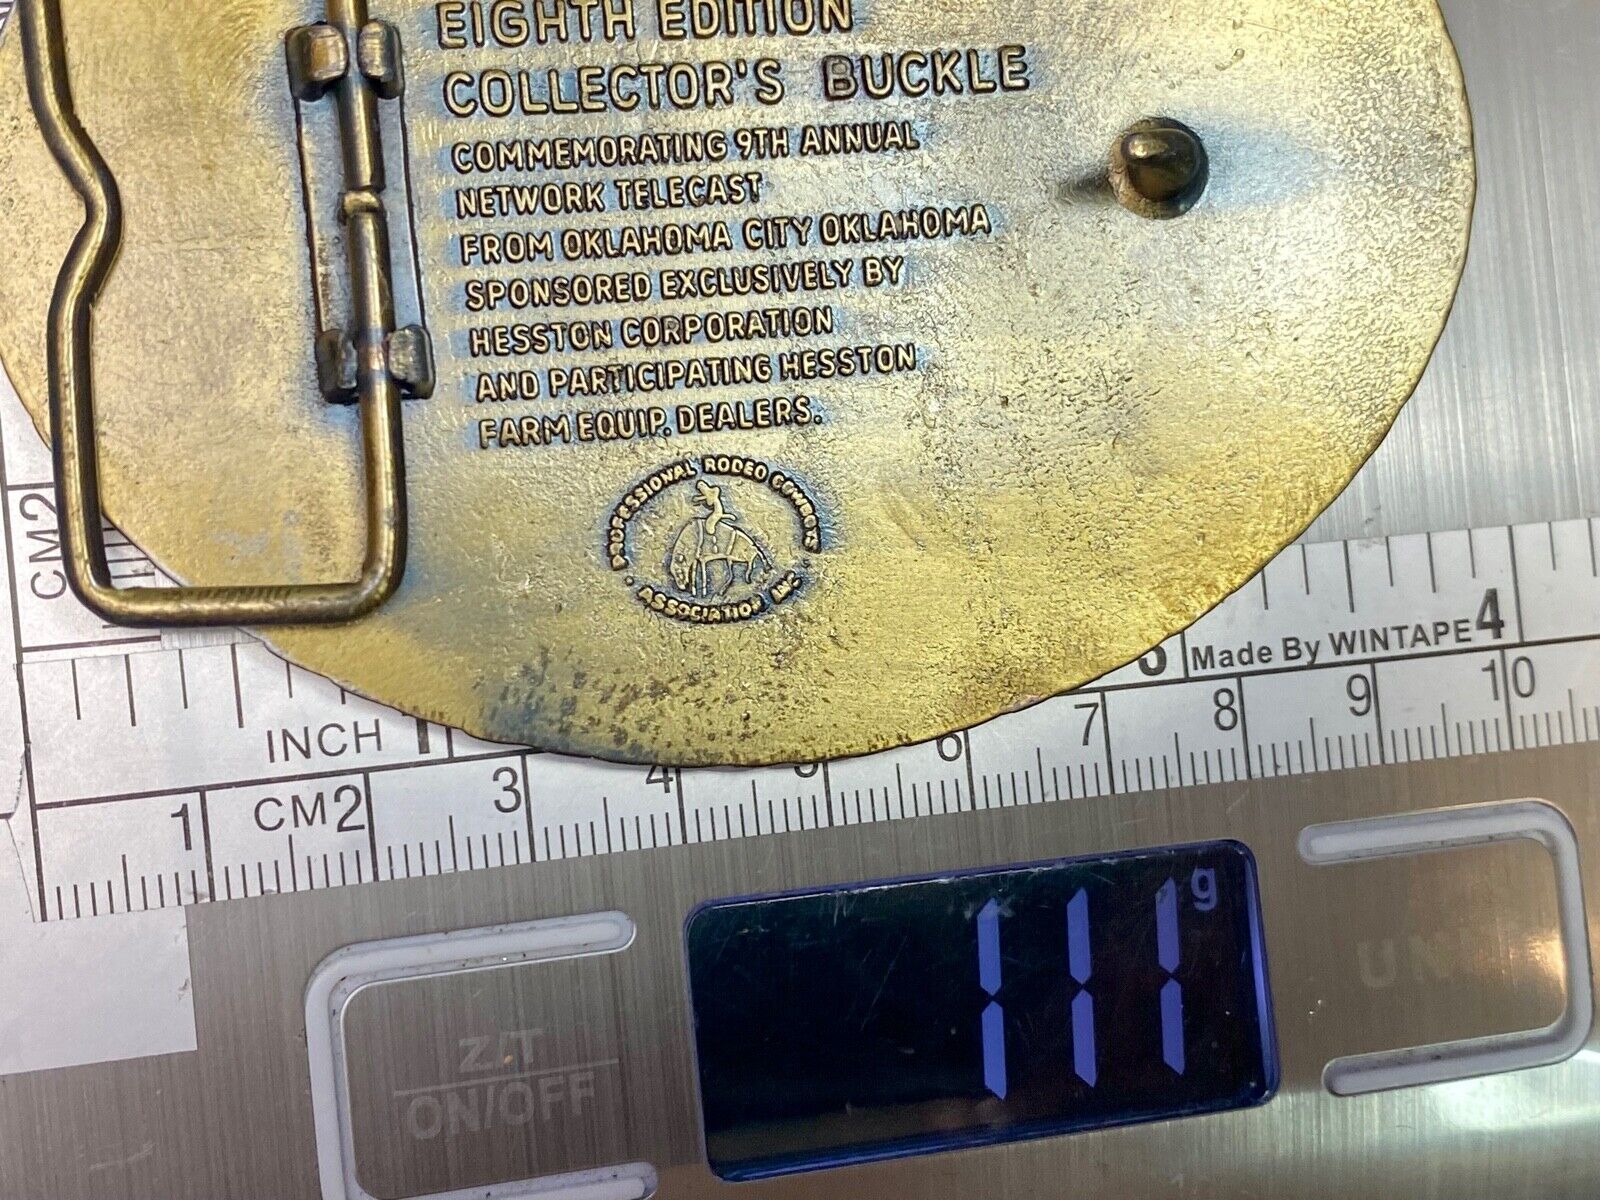 EIGHTH EDITION
COLLECTOR'S BUCKLE
COMMEMORATING 9TH ANNUAL
NETWORK TELECAST
FROM OKLAHOMA CITY OKLAHOMA
SPONSORED EXCLUSIVELY BY
HESSTON CORPORATION
AND PARTICIPATING HESSTON
FARM EQUIP. DEALERS.
PROFESSIONAL RODEO COWBOYS
ASSOCIATION INC
CM2
Made By WINTAPE 4
INCH 1
1 CM2 3 4 5 6 7 8 9 10
111 g
Z/T
ON/OFF